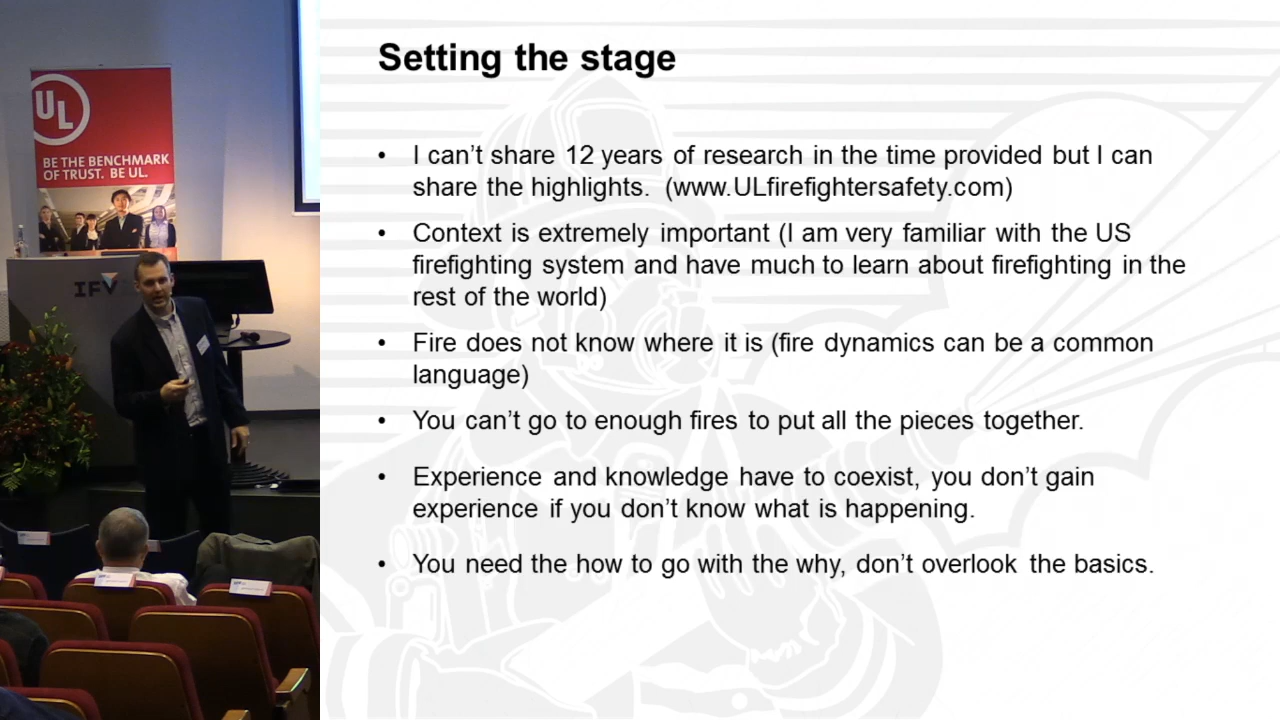 UL
BE THE BENCHMARK
OF TRUST. BE UL.
IFV
Setting the stage
• I can’t share 12 years of research in the time provided but I can
share the highlights. (www.ULfirefightersafety.com)
• Context is extremely important (I am very familiar with the US
firefighting system and have much to learn about firefighting in the
rest of the world)
• Fire does not know where it is (fire dynamics can be a common
language)
• You can’t go to enough fires to put all the pieces together.
• Experience and knowledge have to coexist, you don’t gain
experience if you don’t know what is happening.
• You need the how to go with the why, don’t overlook the basics.